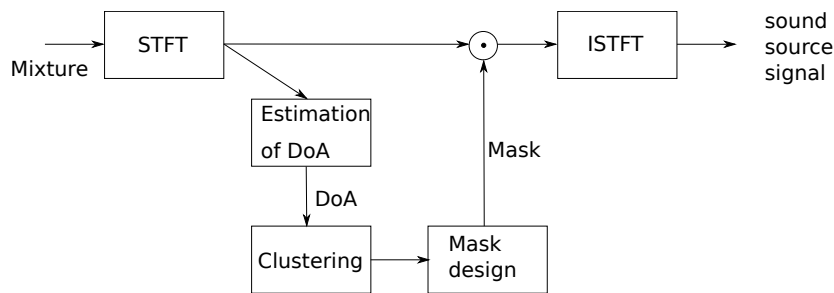 STFT
ISTFT
sound
source
signal
Mixture
Estimation
of DoA
Mask
DoA
Clustering
Mask
design